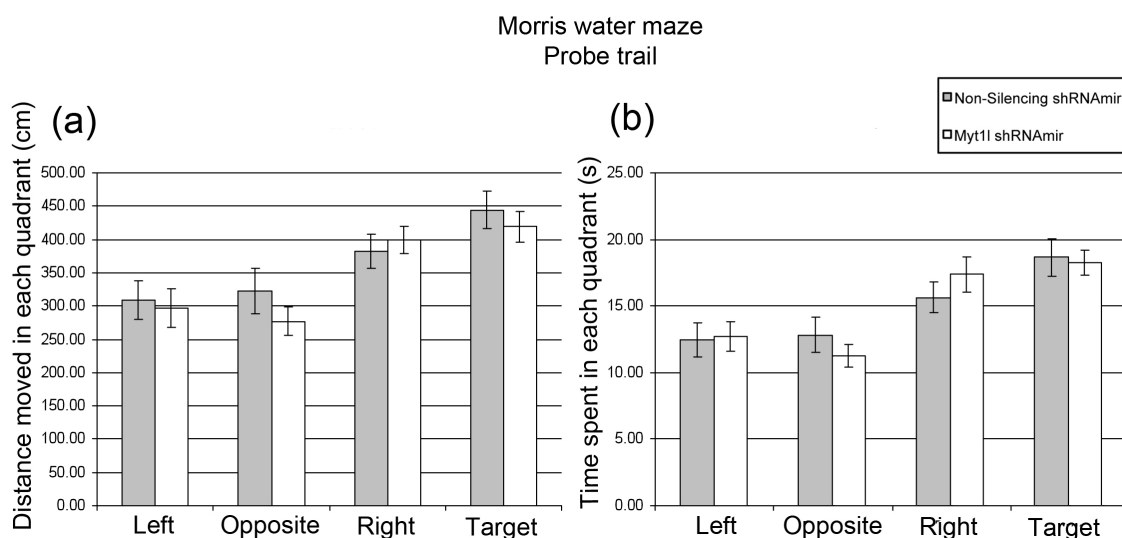 Morris water maze
Probe trail
Non-Silencing shRNAmir
Myt1l shRNAmir
(a)
Distance moved in each quadrant (cm)
500.00
450.00
400.00
350.00
300.00
250.00
200.00
150.00
100.00
50.00
0.00
Left Opposite Right Target
(b)
Time spent in each quadrant (s)
25.00
20.00
15.00
10.00
5.00
0.00
Left Opposite Right Target